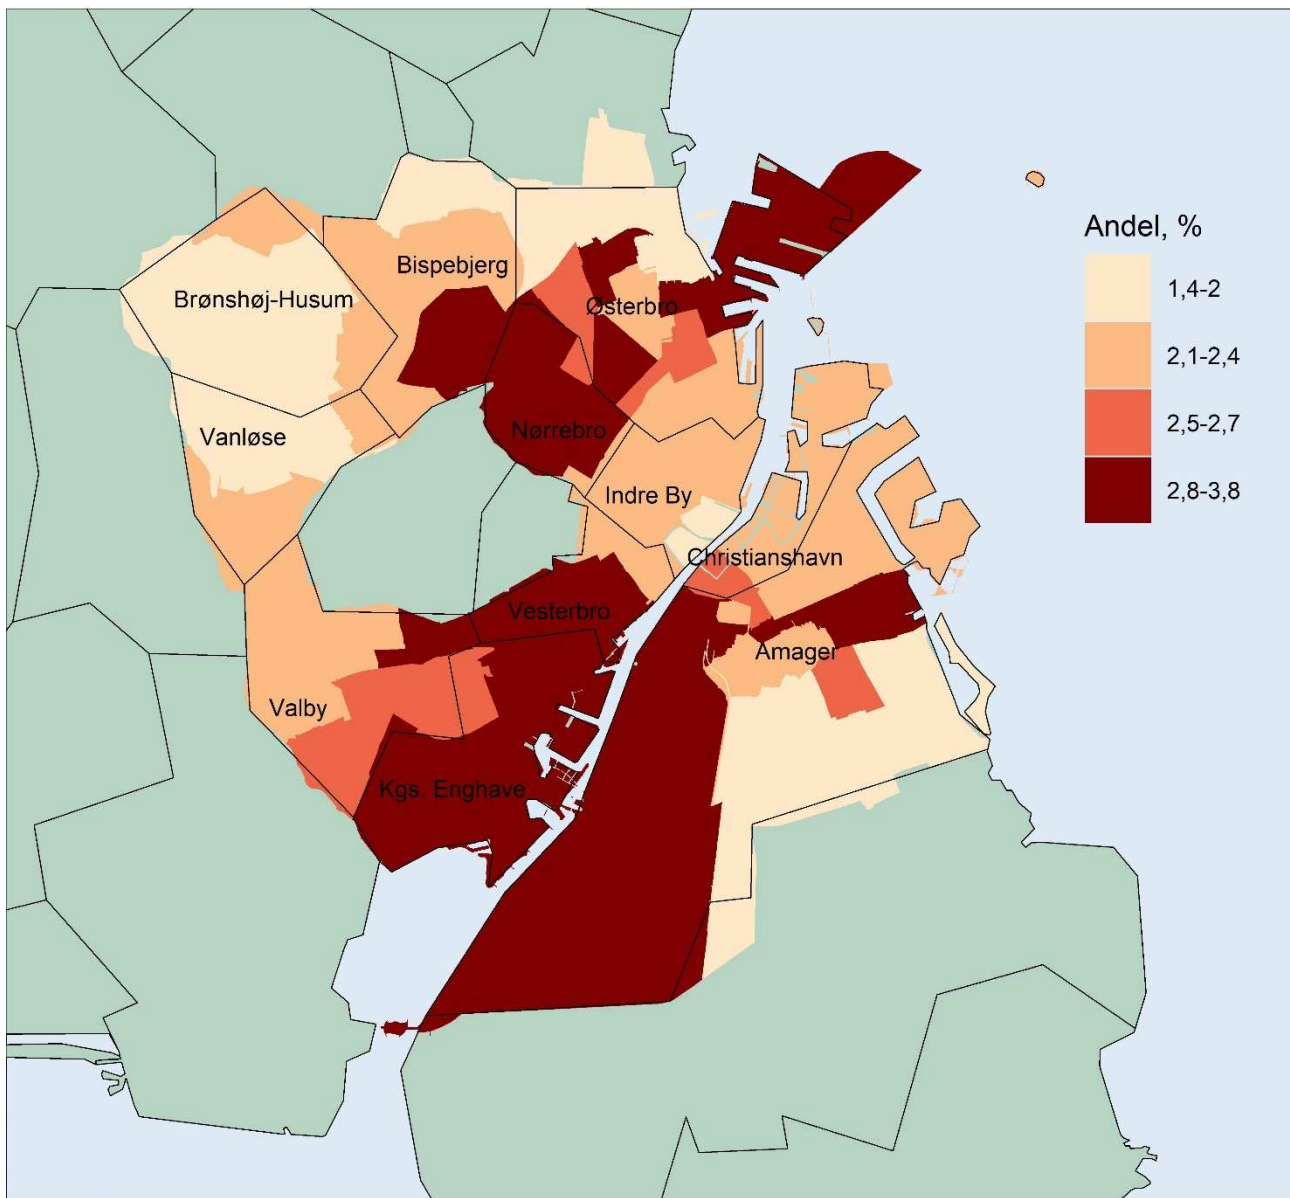 Andel, %
1,4-2
2,1-2,4
2,5-2,7
2,8-3,8
Bispebjerg
Brønshøj-Husum
Østerbro
Nørrebro
Vanløse
Indre By
Christianshavn
Vesterbro
Amager
Valby
Kgs. Enghave